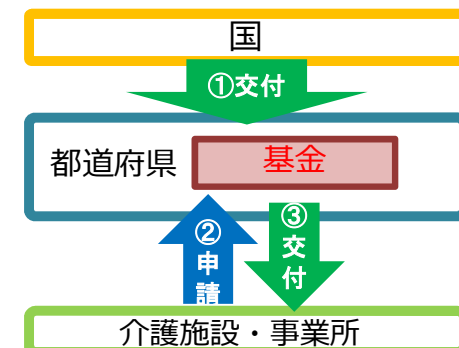 国
①交付
都道府県
基金
②申請
③交付
介護施設・事業所